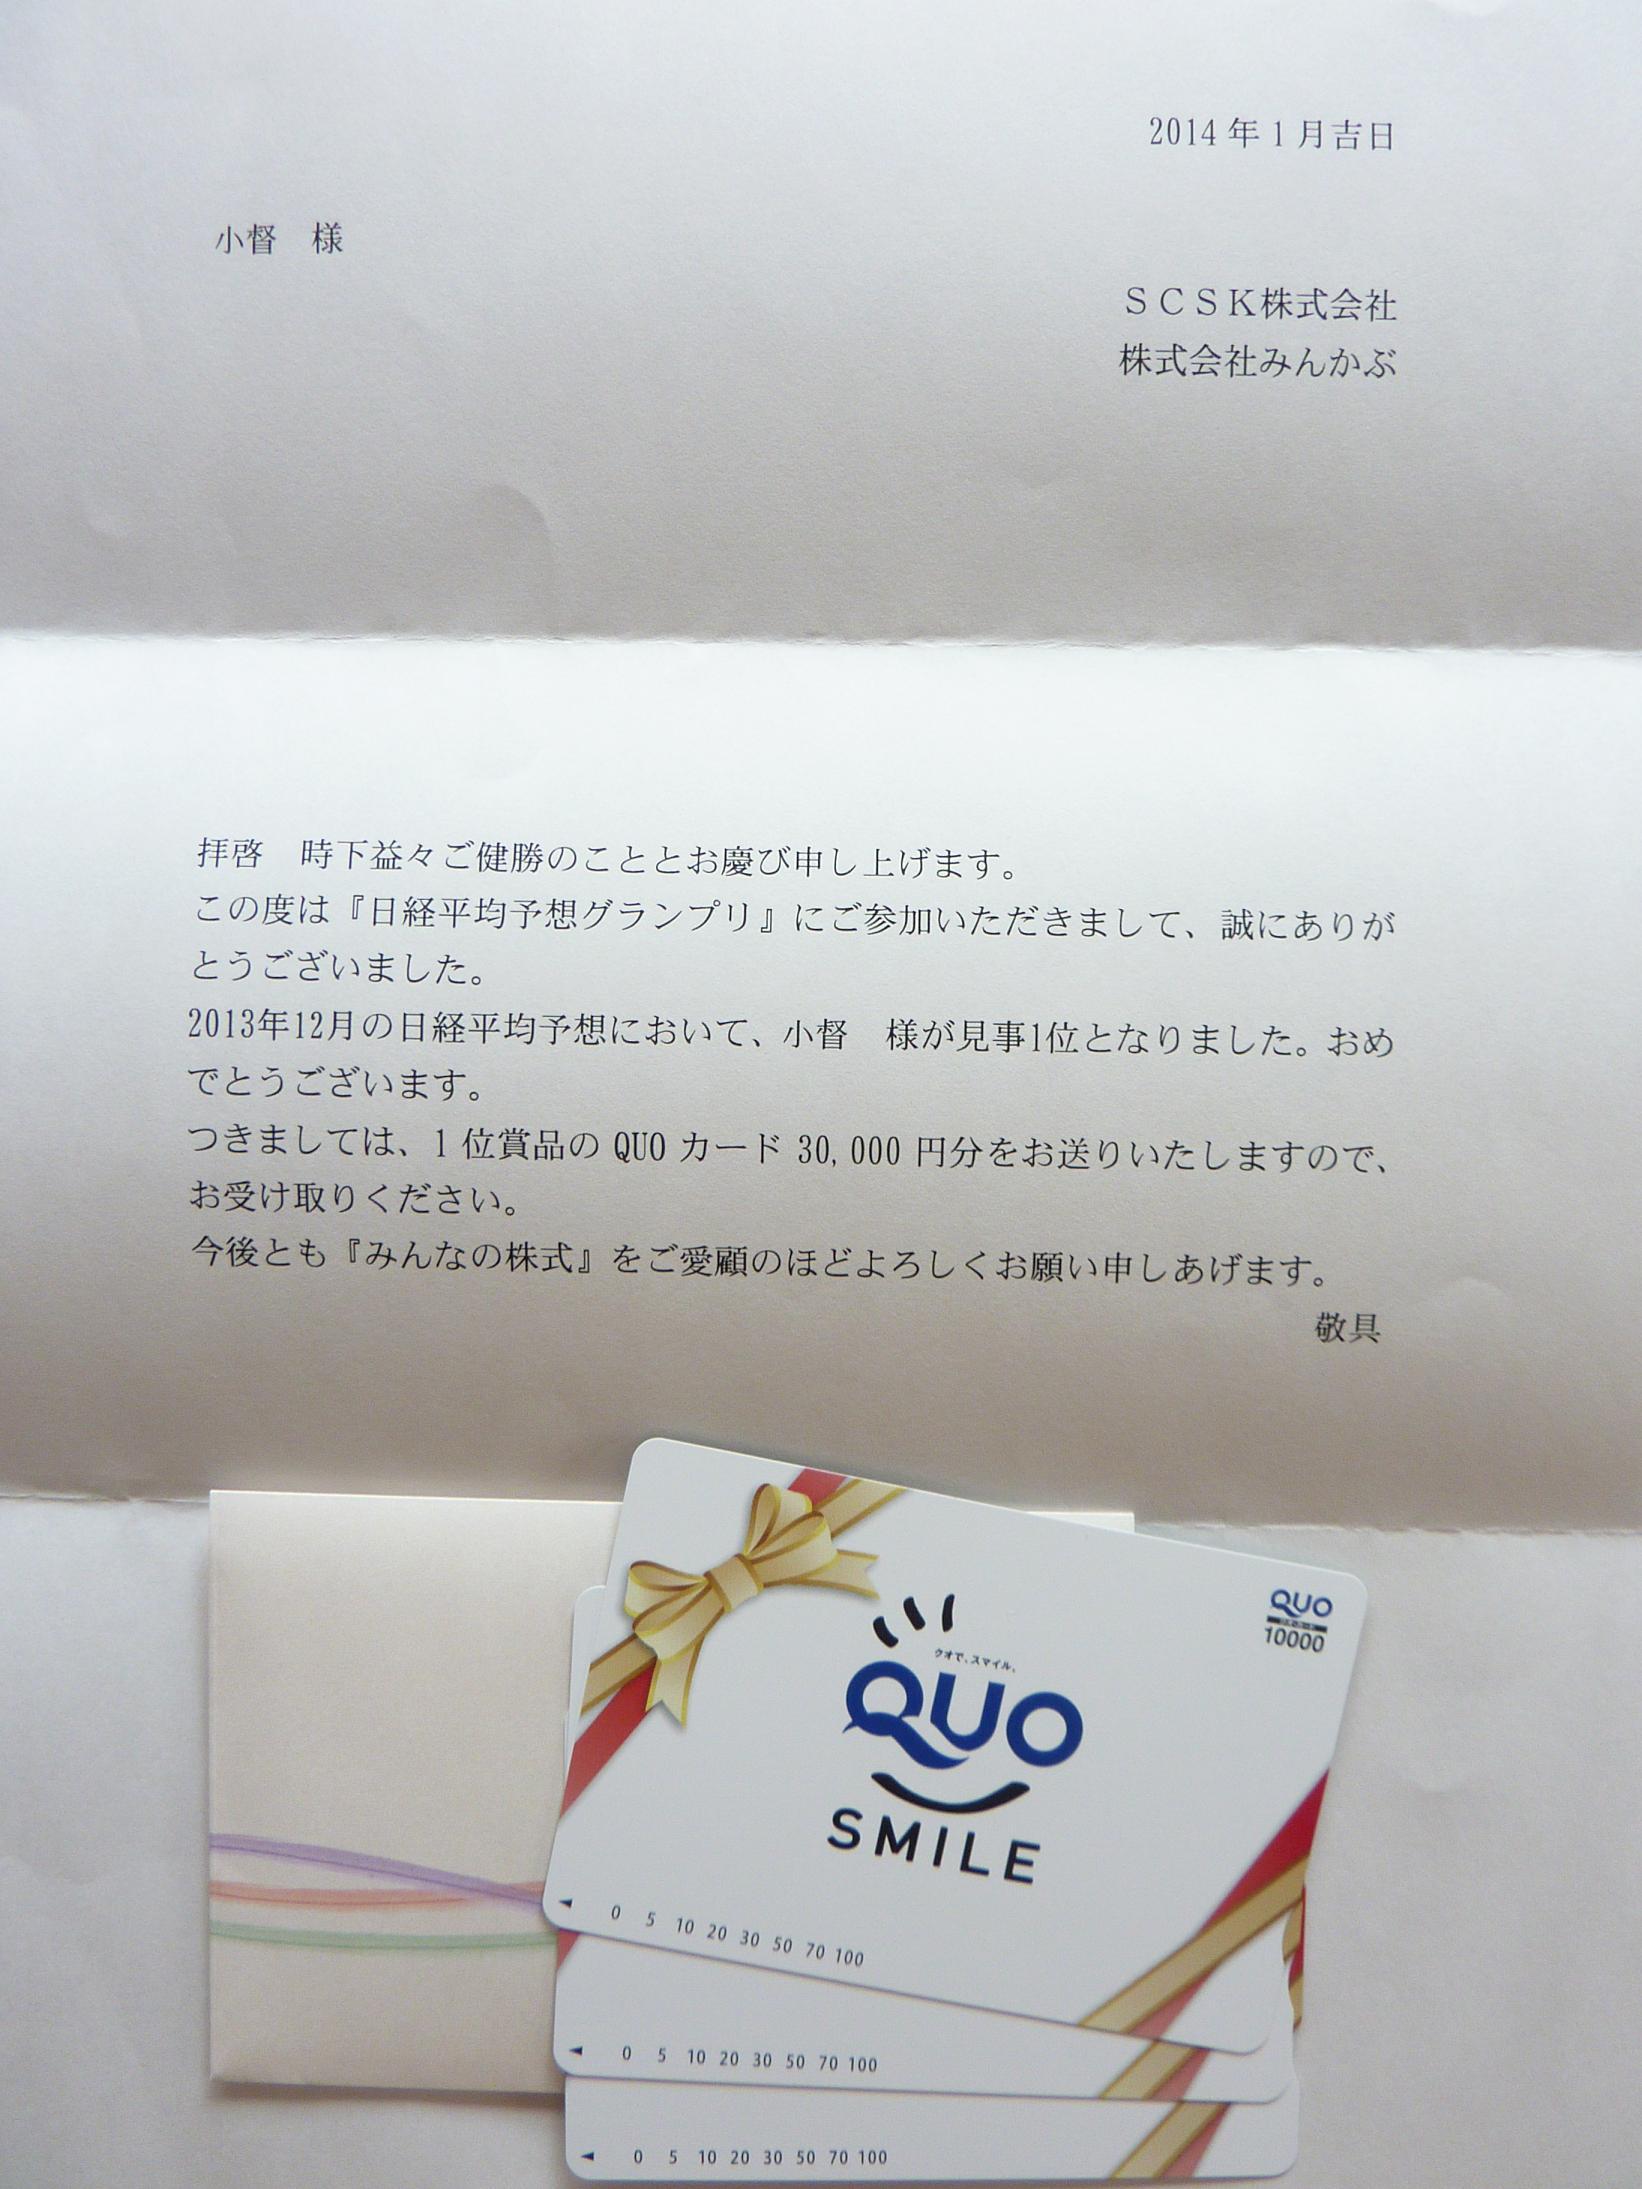 2014年1月吉日
小督　様
ＳＣＳＫ株式会社
株式会社みんかぶ
拝啓　時下益々ご健勝のこととお慶び申し上げます。
この度は『日経平均予想グランプリ』にご参加いただきまして、誠にありが
とうございました。
2013年12月の日経平均予想において、小督　様が見事1位となりました。おめ
でとうございます。
つきましては、1位賞品の QUO カード 30,000 円分をお送りいたしますので、
お受け取りください。
今後とも『みんなの株式』をご愛顧のほどよろしくお願い申しあげます。
敬具
QUO
10000
クオで、スマイル。
QUO
SMILE
0 5 10 20 30 50 70 100
0 5 10 20 30 50 70 100
0 5 10 20 30 50 70 100